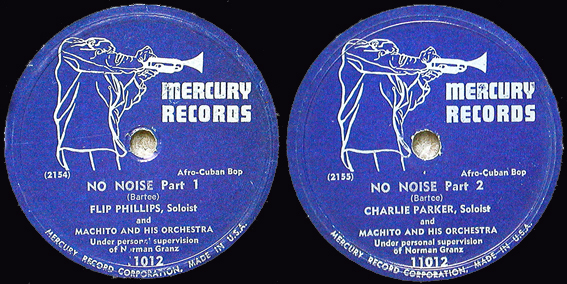 MERCURY
RECORDS
(2154)
Afro-Cuban Bop
NO NOISE Part 1
(Bartee)
FLIP PHILLIPS, Soloist
and
MACHITO AND HIS ORCHESTRA
Under personal supervision
of Norman Granz
11012
MERCURY RECORD CORPORATION, MADE IN U.S.A.
MERCURY
RECORDS
(2155)
Afro-Cuban Bop
NO NOISE Part 2
(Bartee)
CHARLIE PARKER, Soloist
and
MACHITO AND HIS ORCHESTRA
Under personal supervision
of Norman Granz
11012
MERCURY RECORD CORPORATION, MADE IN U.S.A.